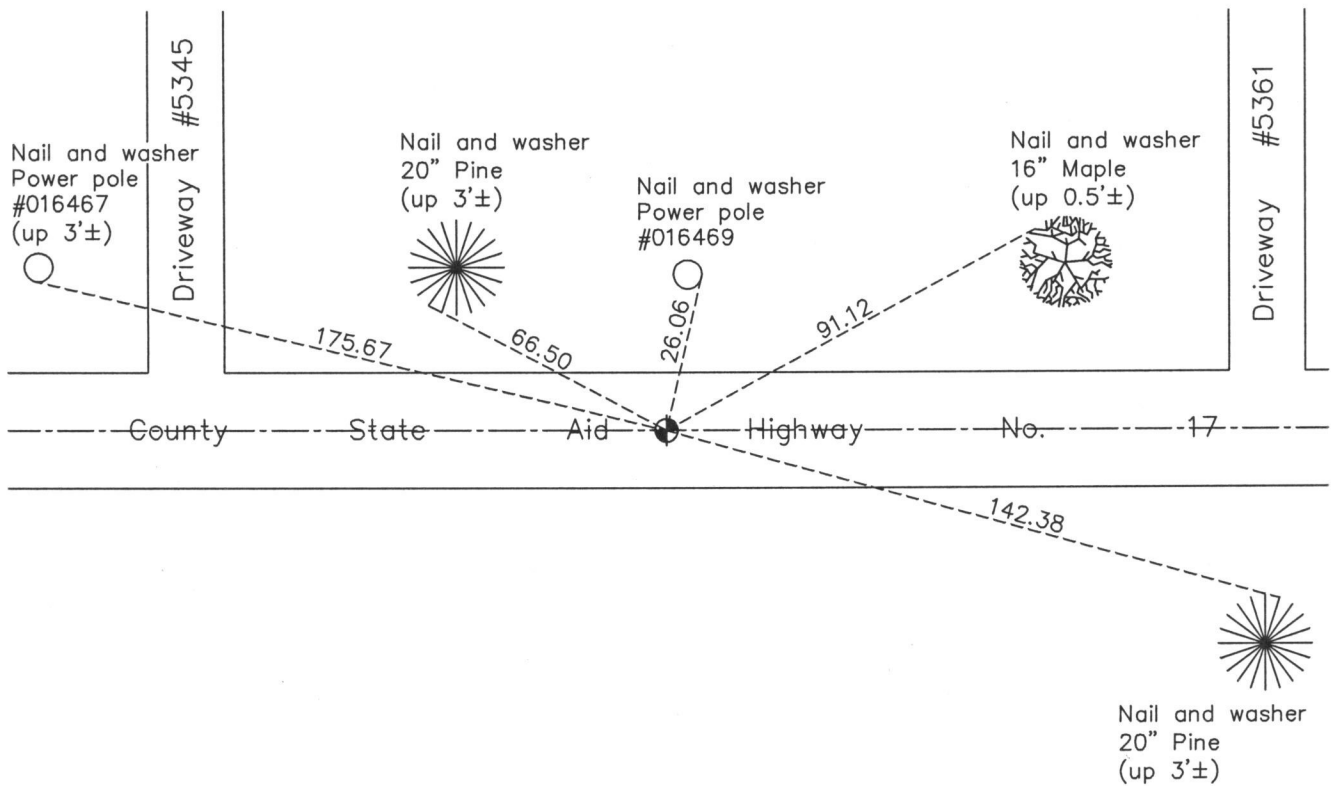 Driveway #5345
Driveway #5361
Nail and washer
Power pole
#016467
(up 3'±)
Nail and washer
20" Pine
(up 3'±)
Nail and washer
Power pole
#016469
Nail and washer
16" Maple
(up 0.5'±)
175.67
66.50
26.06
91.12
County State Aid Highway No. 17
142.38
Nail and washer
20" Pine
(up 3'±)